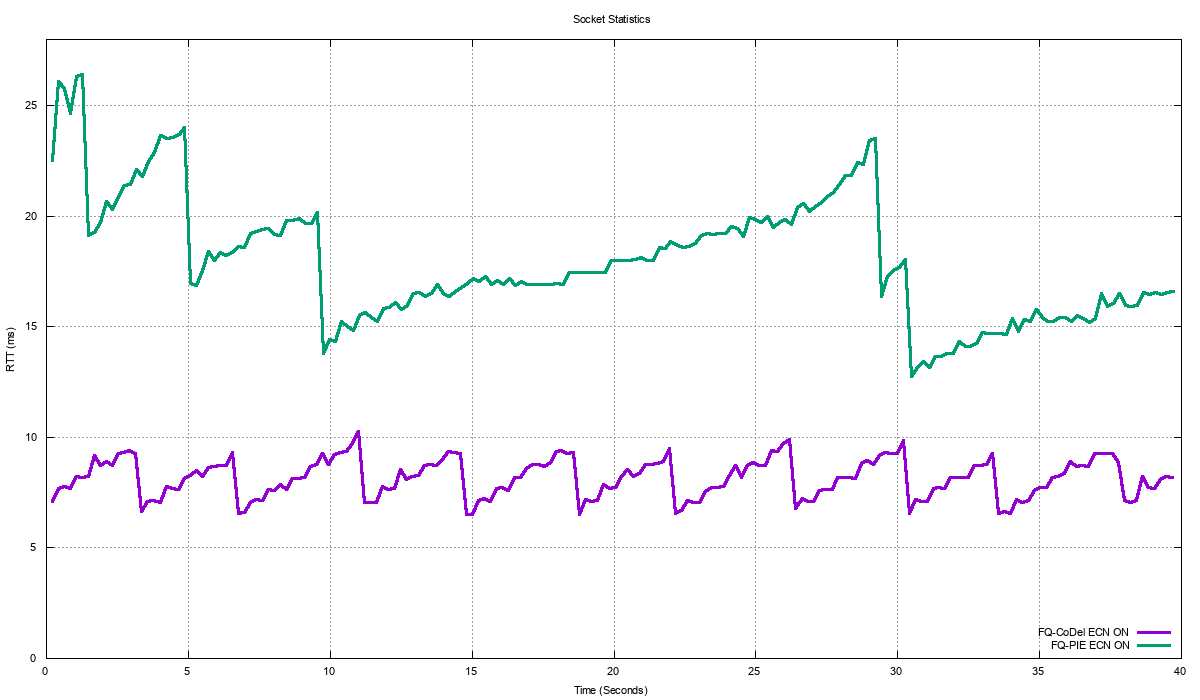 Socket Statistics
25
20
15
10
5
0
RTT (ms)
0 5 10 15 20 25 30 35 40
Time (Seconds)
FQ-CoDel ECN ON
FQ-PIE ECN ON